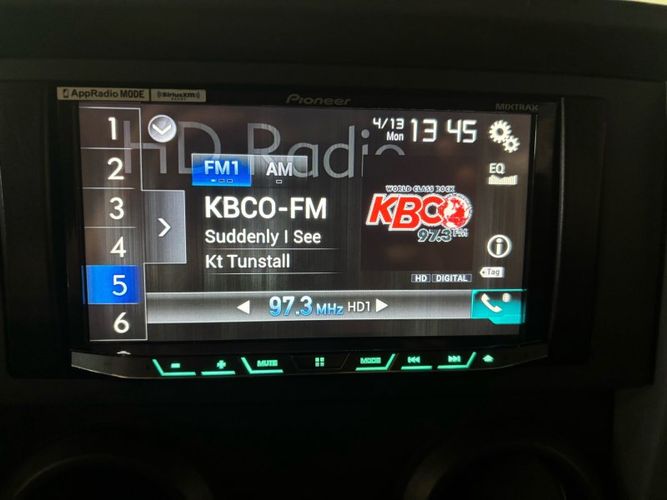 AppRadio MODE
SiriusXM
Pioneer
MIXTRAX
HD Radio
4/13
Mon
13 45
1
2
3
4
5
6
FM1
AM
EQ
KBCO-FM
Suddenly I See
Kt Tunstall
WORLD CLASS ROCK
KBCO
97.3 FM
HD DIGITAL
Tag
97.3 MHz HD1
MUTE
MODE